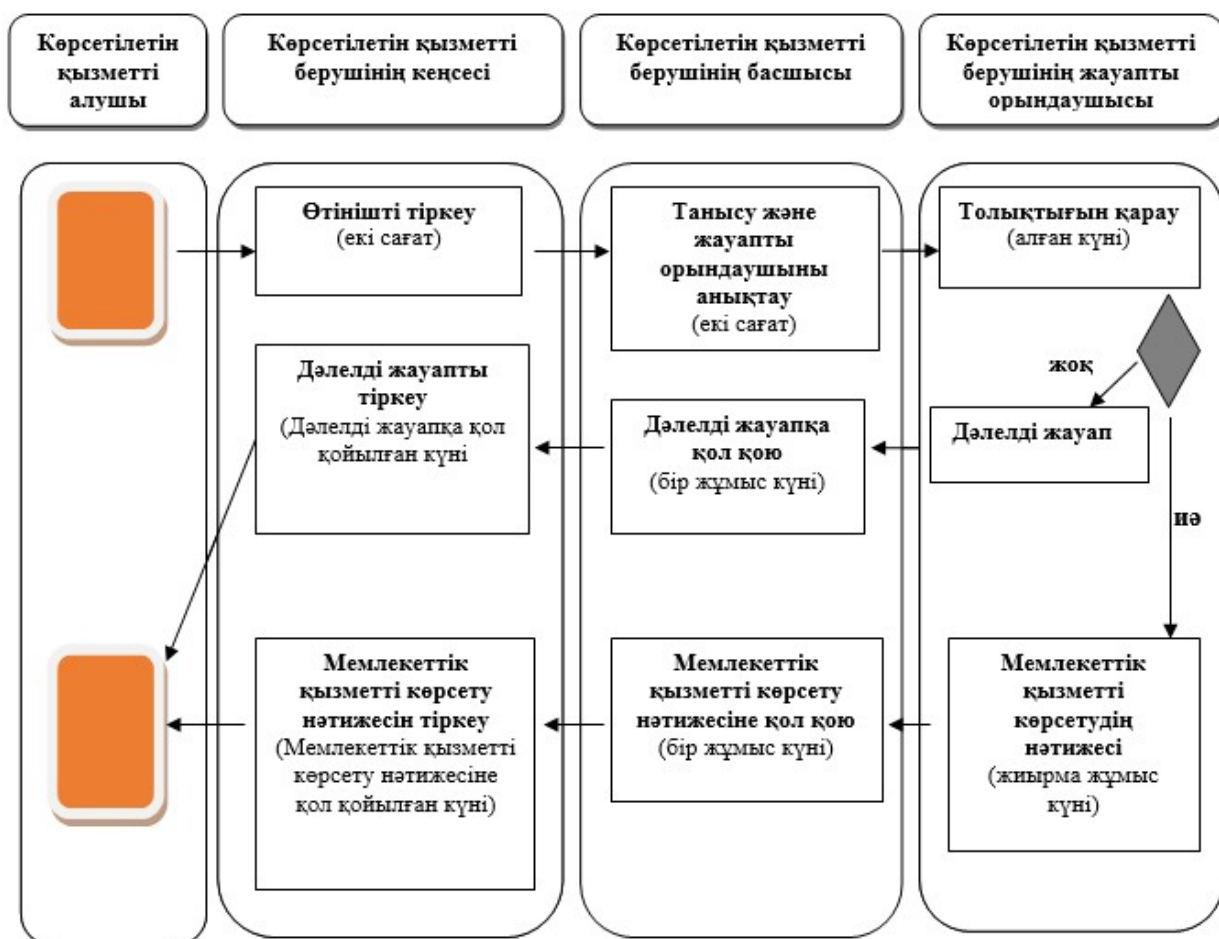 Көрсетілетін
қызметті
алушы
Көрсетілетін қызметті
берушінің кеңсесі
Көрсетілетін қызметті
берушінің басшысы
Көрсетілетін қызметті
берушінің жауапты
орындаушысы
Өтінішті тіркеу
(екі сағат)
Танысу және
жауапты
орындаушыны
анықтау
(екі сағат)
Толықтығын қарау
(алған күні)
жоқ
Дәлелді жауапты
тіркеу
(Дәлелді жауапқа қол
қойылған күні
Дәлелді жауапқа
қол қою
(бір жұмыс күні)
Дәлелді жауап
иә
Мемлекеттік
қызметті көрсету
нәтижесін тіркеу
(Мемлекеттік қызметті
көрсету нәтижесіне
қол қойылған күні)
Мемлекеттік
қызметті көрсету
нәтижесіне қол қою
(бір жұмыс күні)
Мемлекеттік
қызметті
көрсетудің
нәтижесі
(жиырма жұмыс
күні)